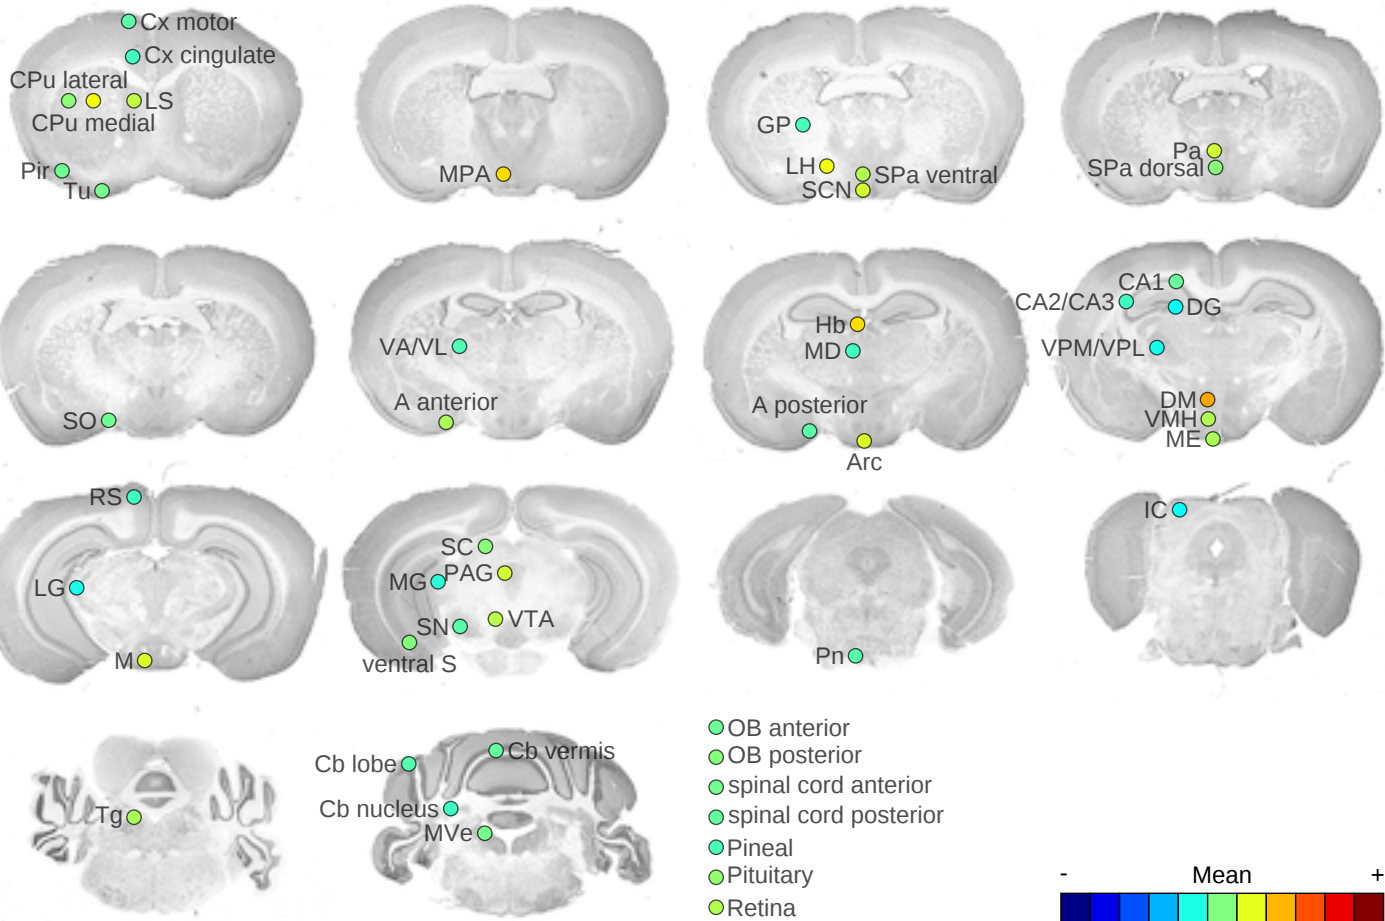 Cx motor
Cx cingulate
CPu lateral
LS
CPu medial
Pir
Tu
MPA
GP
LH
SPa ventral
SCN
Pa
SPa dorsal
SO
VA/VL
A anterior
Hb
MD
A posterior
Arc
CA1
CA2/CA3
DG
VPM/VPL
DM
VMH
ME
RS
LG
M
SC
MG
PAG
SN
VTA
ventral S
Pn
IC
Tg
Cb lobe
Cb vermis
Cb nucleus
MVe
OB anterior
OB posterior
spinal cord anterior
spinal cord posterior
Pineal
Pituitary
Retina
- Mean +